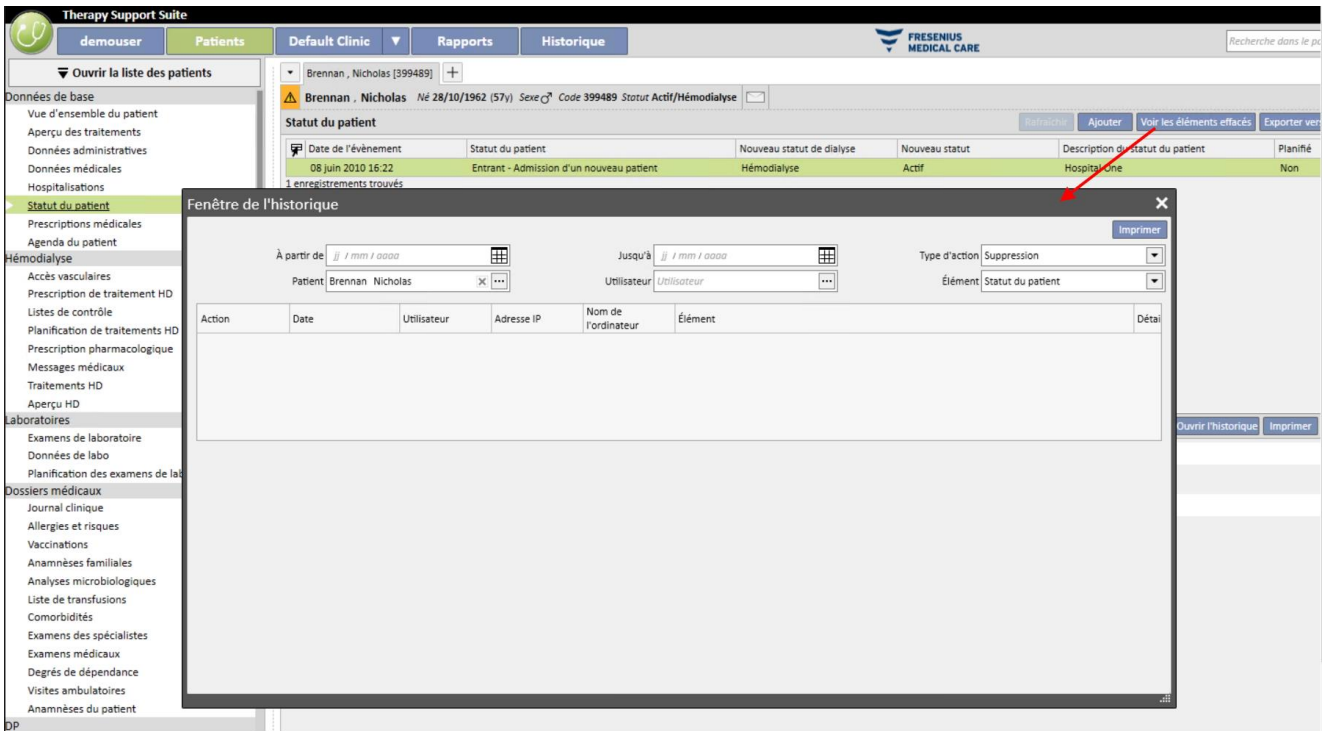 Therapy Support Suite
demouser Patients Default Clinic Rapports Historique FRESENIUS MEDICAL CARE Recherche dans le
Ouvrir la liste des patients
Brennan , Nicholas [399489] +
Données de base
Brennan , Nicholas Né 28/10/1962 (57y) Sexe♂ Code 399489 Statut Actif/Hémodialyse
Vue d'ensemble du patient
Statut du patient Rafraîchir Ajouter Voir les éléments effacés Exporter ver
Aperçu des traitements
Données administratives
Date de l'évènement Statut du patient Nouveau statut de dialyse Nouveau statut Description du statut du patient Planifié
Données médicales
08 juin 2010 16:22 Entrant - Admission d'un nouveau patient Hémodialyse Actif Hospital One Non
Hospitalisations
1 enregistrements trouvés
Statut du patient
Fenêtre de l'historique
Prescriptions médicales
Imprimer
Agenda du patient
Hémodialyse
À partir de jj / mm / aaaa Jusqu'à jj / mm / aaaa Type d'action Suppression
Accès vasculaires
Patient Brennan Nicholas Utilisateur Utilisateur Élément Statut du patient
Prescription de traitement HD
Listes de contrôle
Action Date Utilisateur Adresse IP Nom de l'ordinateur Élément Détai
Planification de traitements HD
Prescription pharmacologique
Messages médicaux
Traitements HD
Aperçu HD
Laboratoires
Ouvrir l'historique Imprimer
Examens de laboratoire
Données de labo
Planification des examens de lab
Dossiers médicaux
Journal clinique
Allergies et risques
Vaccinations
Anamnèses familiales
Analyses microbiologiques
Liste de transfusions
Comorbidités
Examens des spécialistes
Examens médicaux
Degrés de dépendance
Visites ambulatoires
Anamnèses du patient
DP